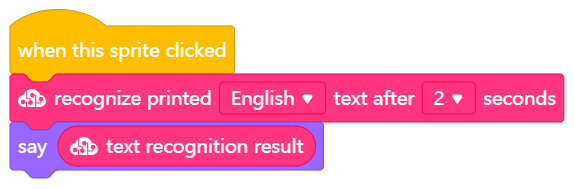 when this sprite clicked
recognize printed English text after 2 seconds
say text recognition result